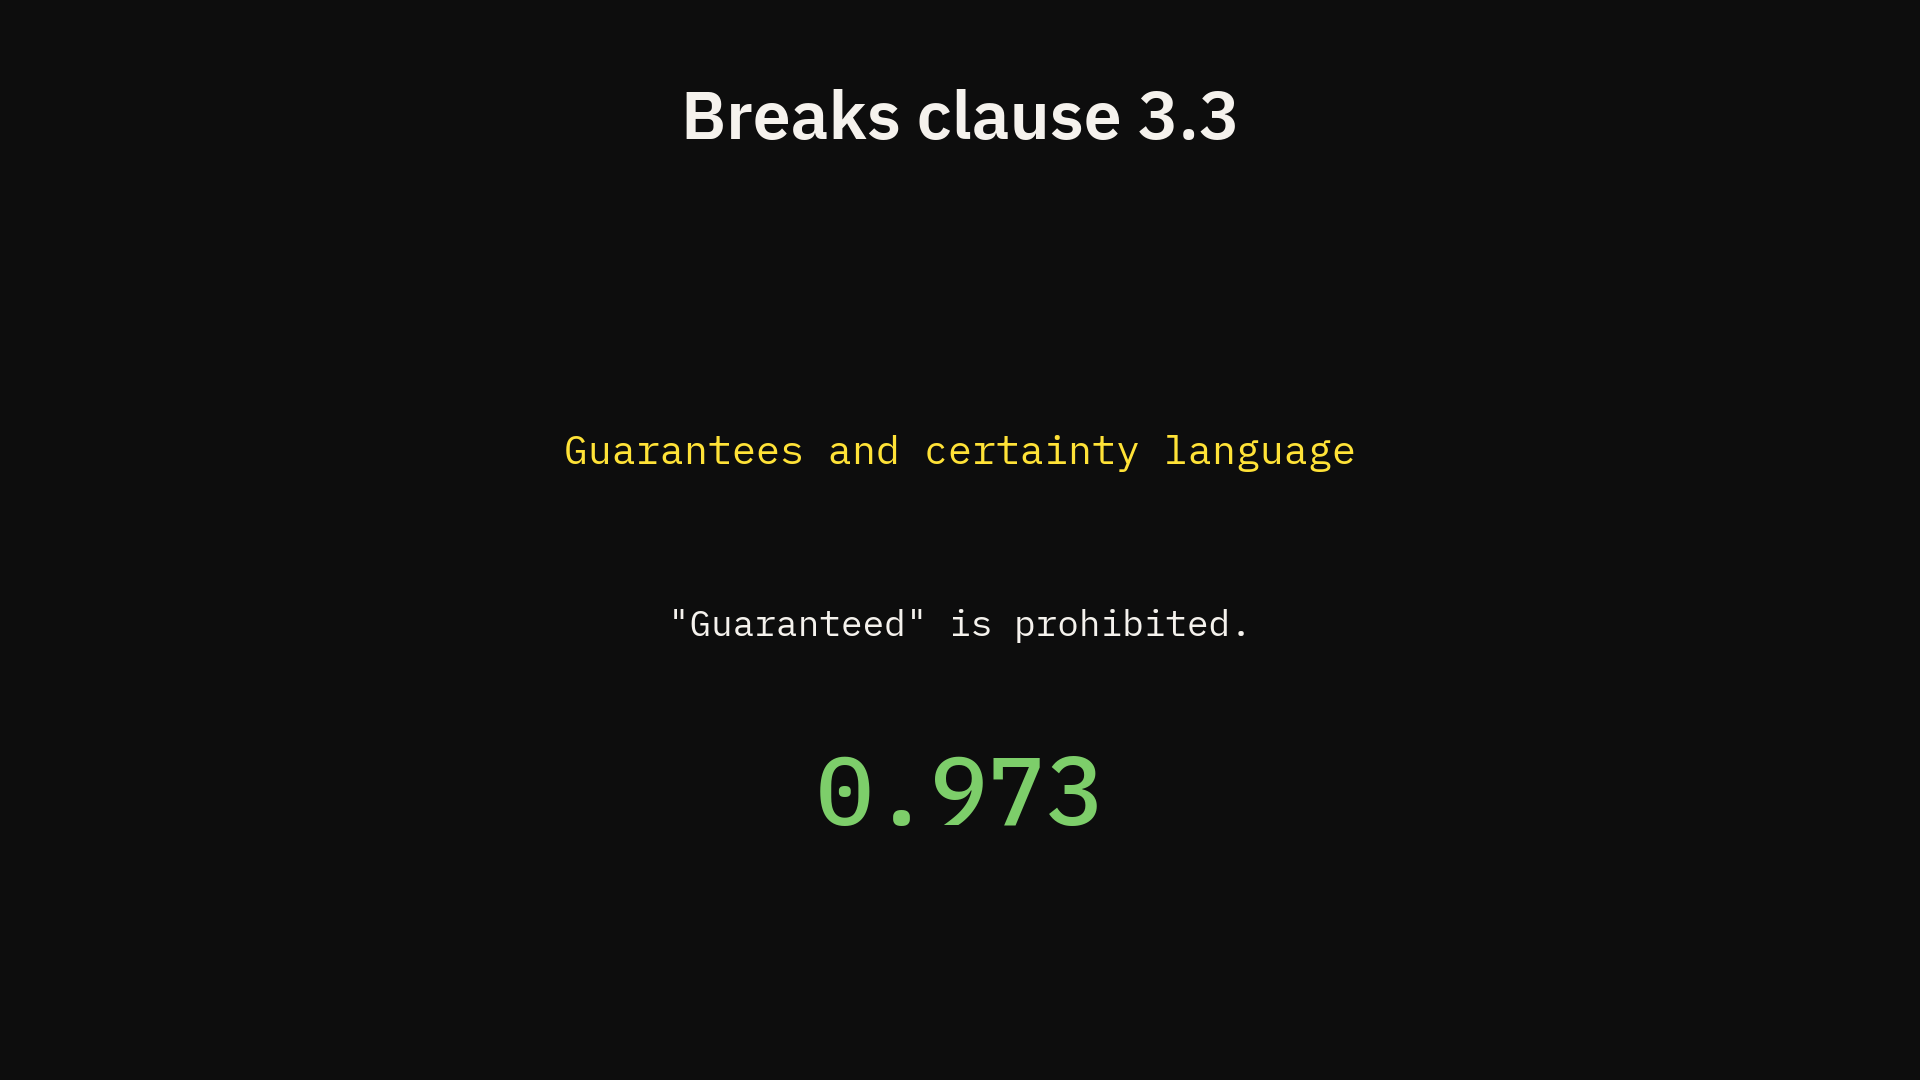 Breaks clause 3.3
Guarantees and certainty language
"Guaranteed" is prohibited.
0.973